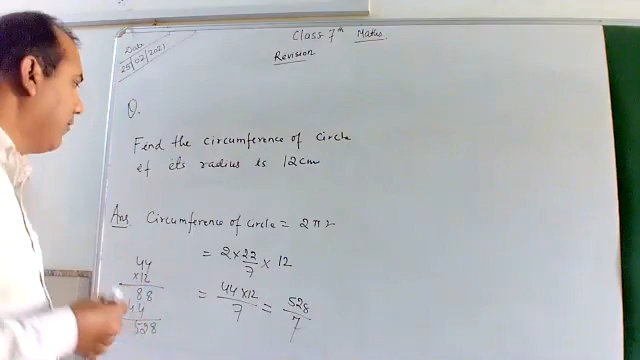 Class 7th Maths
Date
25/02/2021
Revision
Q.
Find the circumference of circle
if its radius is 12cm
Ans Circumference of circle = 2πr
= 2 × 22/7 × 12
= 44×12/7 = 528/7
44
×12
88
44
528